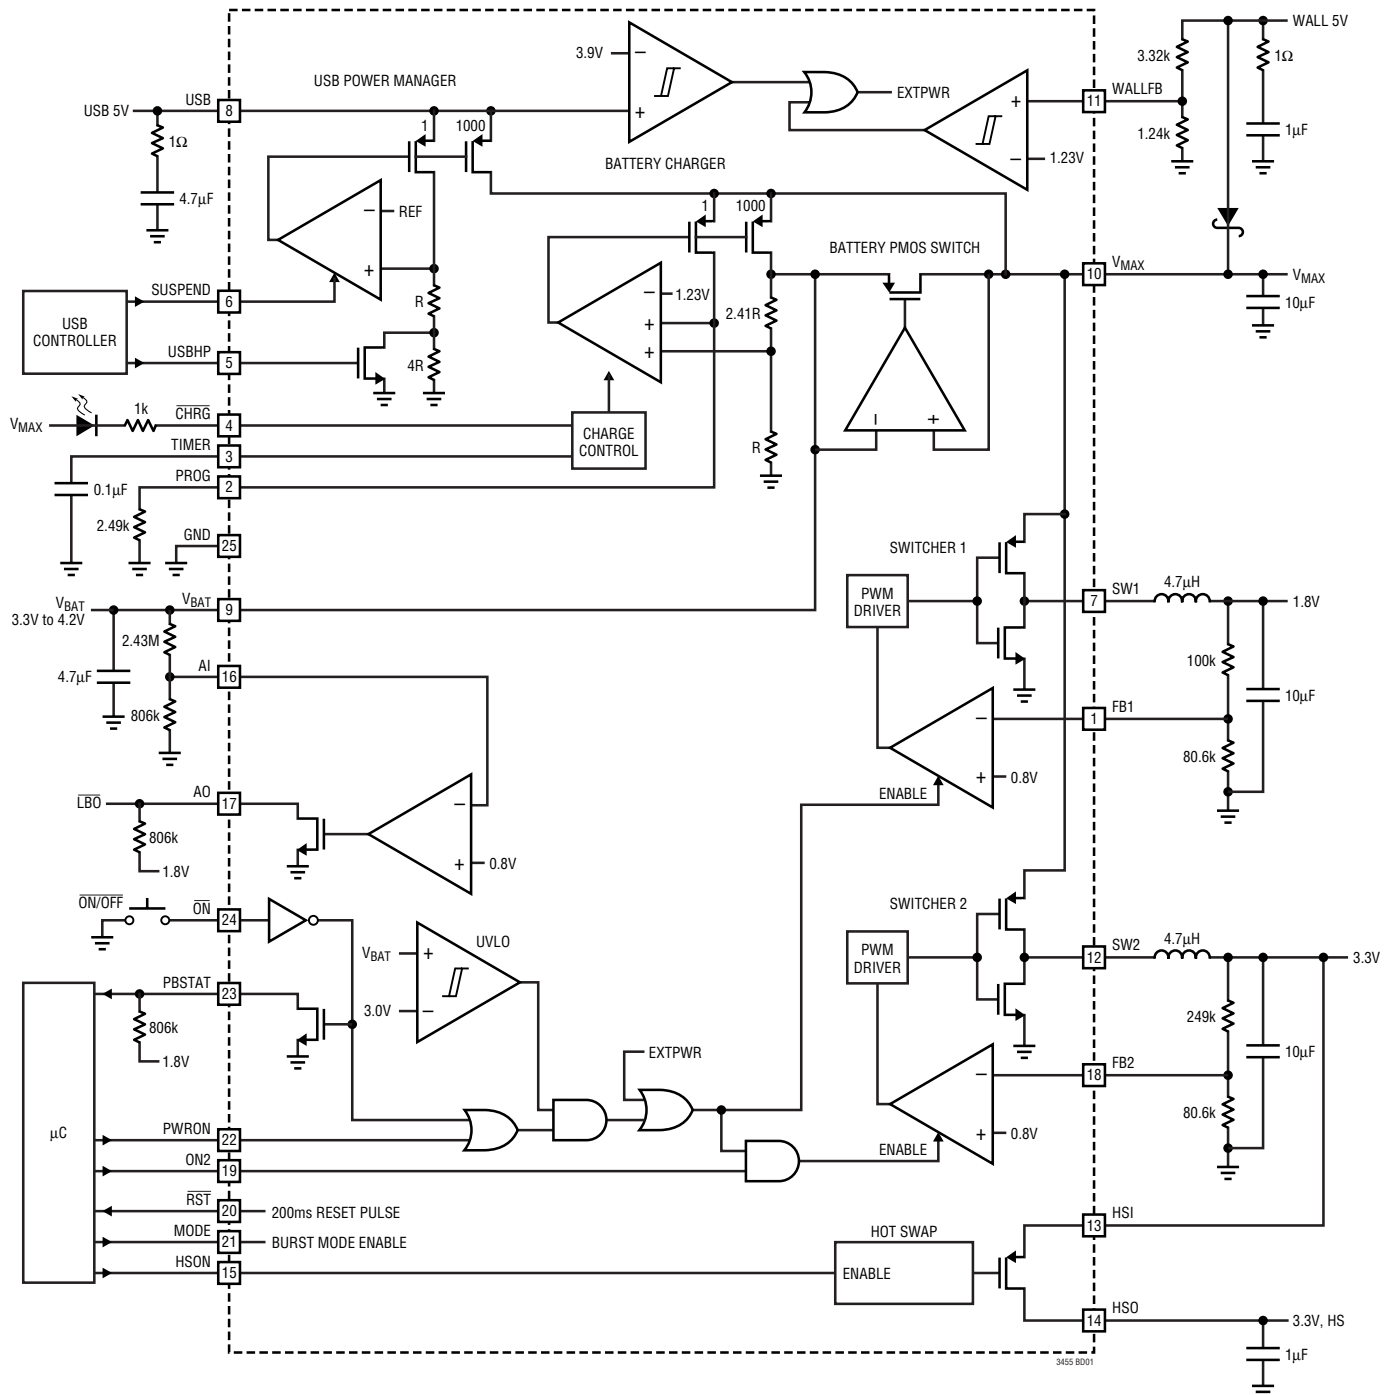 WALL 5V
3.9V
−
3.32k
1Ω
USB POWER MANAGER
USB
EXTPWR
+
11
WALLFB
USB 5V
8
+
1
1000
1Ω
BATTERY CHARGER
1.24k
1µF
−
1.23V
4.7µF
−
REF
1
1000
BATTERY PMOS SWITCH
VMAX
+
10
VMAX
SUSPEND
6
−
1.23V
R
2.41R
10µF
USB
CONTROLLER
+
USBHP
5
+
4R
1k
CHRG
−
+
VMAX
4
CHARGE
CONTROL
TIMER
3
R
PROG
2
0.1µF
2.49k
GND
25
SWITCHER 1
4.7µH
VBAT
3.3V to 4.2V
VBAT
9
PWM
DRIVER
SW1
7
1.8V
2.43M
AI
16
100k
4.7µF
10µF
806k
−
FB1
1
80.6k
+
0.8V
AO
ENABLE
LBO
17
−
806k
+
0.8V
1.8V
ON/OFF
ON
SWITCHER 2
24
UVLO
4.7µH
VBAT
+
PWM
DRIVER
SW2
12
3.3V
PBSTAT
23
3.0V
−
249k
806k
1.8V
EXTPWR
10µF
−
FB2
18
80.6k
µC
PWRON
22
+
0.8V
ENABLE
ON2
19
RST
20
200ms RESET PULSE
HSI
13
MODE
21
BURST MODE ENABLE
HOT SWAP
HSON
15
ENABLE
HSO
14
3.3V, HS
1µF
3455 BD01